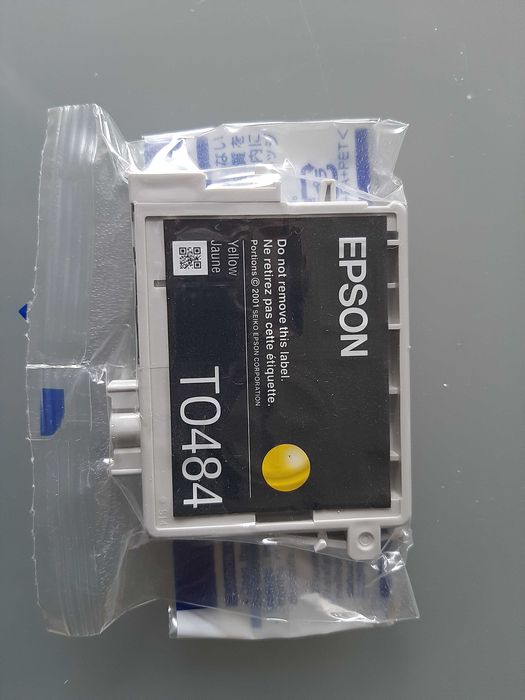 EPSON
Do not remove this label.
Ne retirez pas cette étiquette.
Portions © 2001 SEIKO EPSON CORPORATION
Yellow
Jaune
T0484